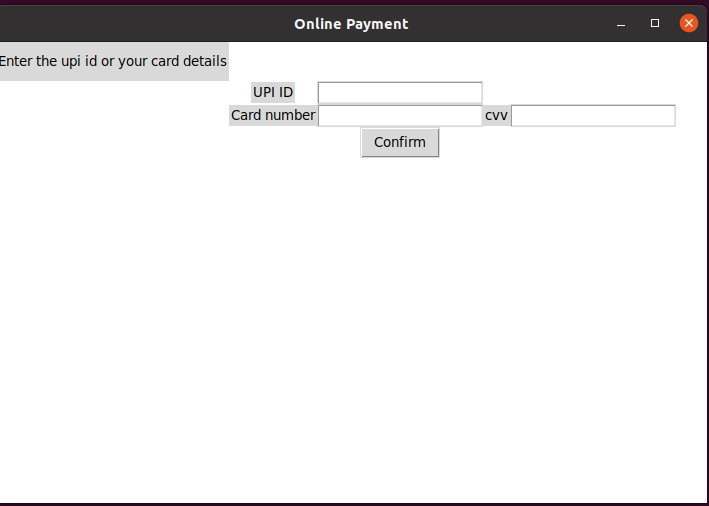 Online Payment
Enter the upi id or your card details
UPI ID
Card number cvv
Confirm